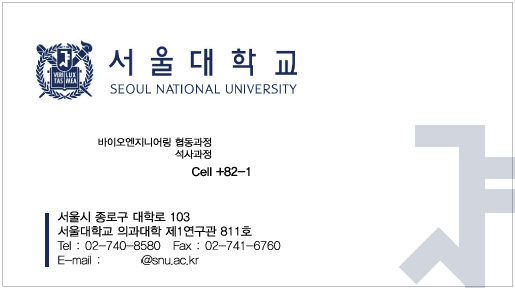 VERI LUX
TAS MEA
서울대학교
SEOUL NATIONAL UNIVERSITY
바이오엔지니어링 협동과정
석사과정
Cell +82-1
서울시 종로구 대학로 103
서울대학교 의과대학 제1연구관 811호
Tel : 02-740-8580 Fax : 02-741-6760
E-mail : @snu.ac.kr